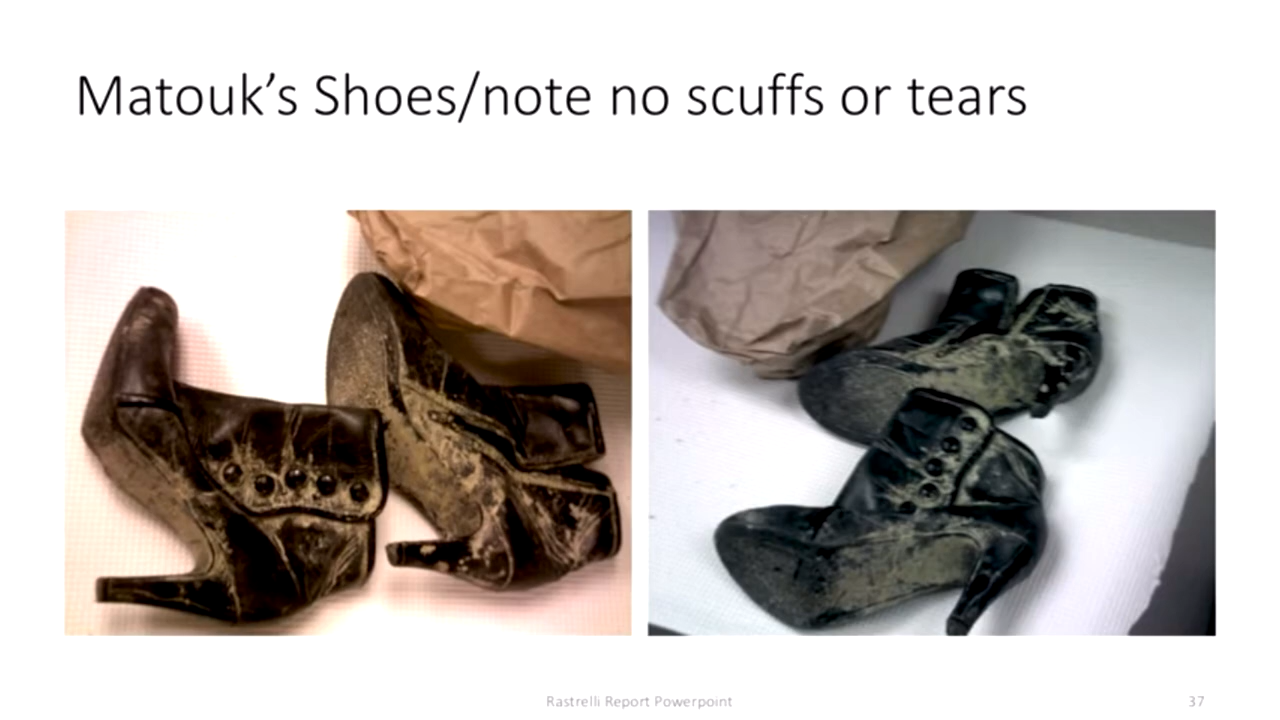 Matouk’s Shoes/note no scuffs or tears
Rastrelli Report Powerpoint
37